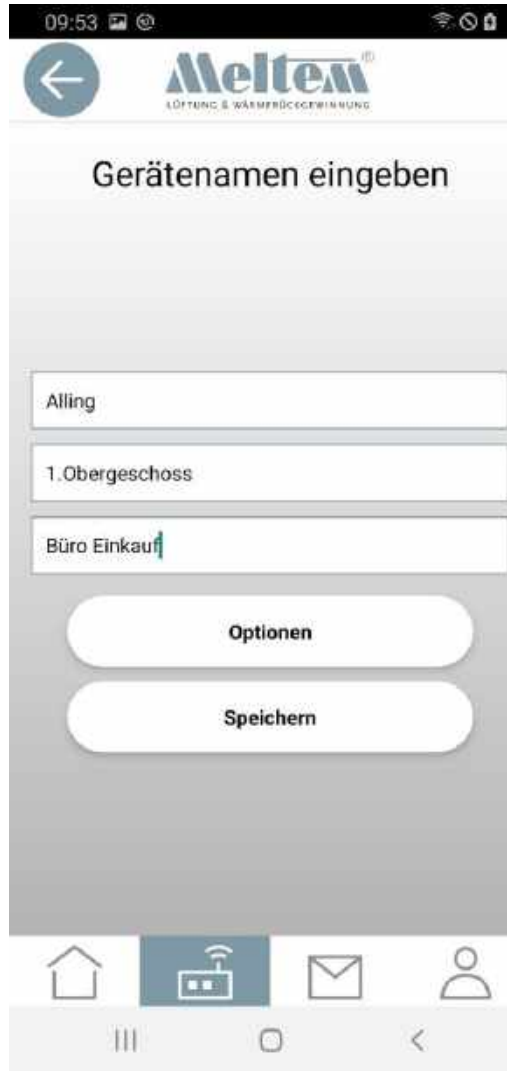 09:53
Meltem®
LÜFTUNG & WÄRMERÜCKGEWINNUNG
Gerätenamen eingeben
Alling
1.Obergeschoss
Büro Einkauf
Optionen
Speichern